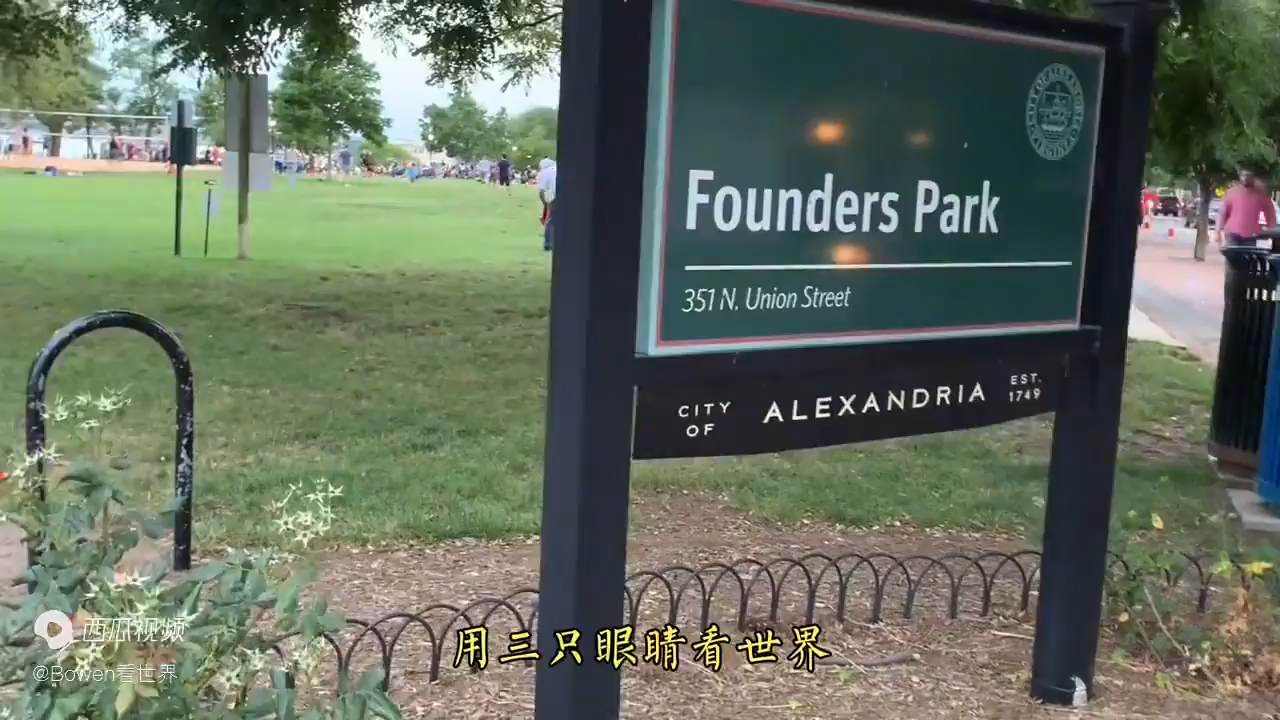 Founders Park
351 N. Union Street
CITY OF
ALEXANDRIA
EST. 1749
用三只眼睛看世界
西瓜视频
@Bowen看世界